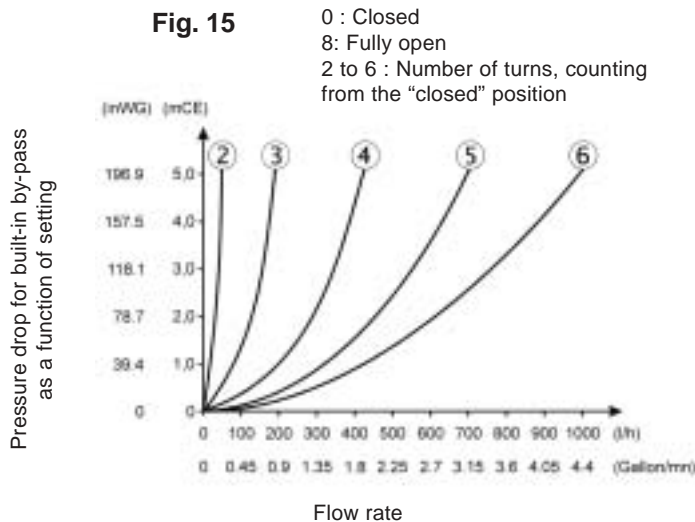 Fig. 15
0 : Closed
8: Fully open
2 to 6 : Number of turns, counting
from the “closed” position
(inWG) (mCE)
2 3 4 5 6
196.9 5,0
157.5 4,0
118.1 3,0
78.7 2,0
39.4 1,0
0 0
0 100 200 300 400 500 600 700 800 900 1000 (l/h)
0 0.45 0.9 1.35 1.8 2.25 2.7 3.15 3.6 4.05 4.4 (Gallon/mn)
Flow rate
Pressure drop for built-in by-pass
as a function of setting